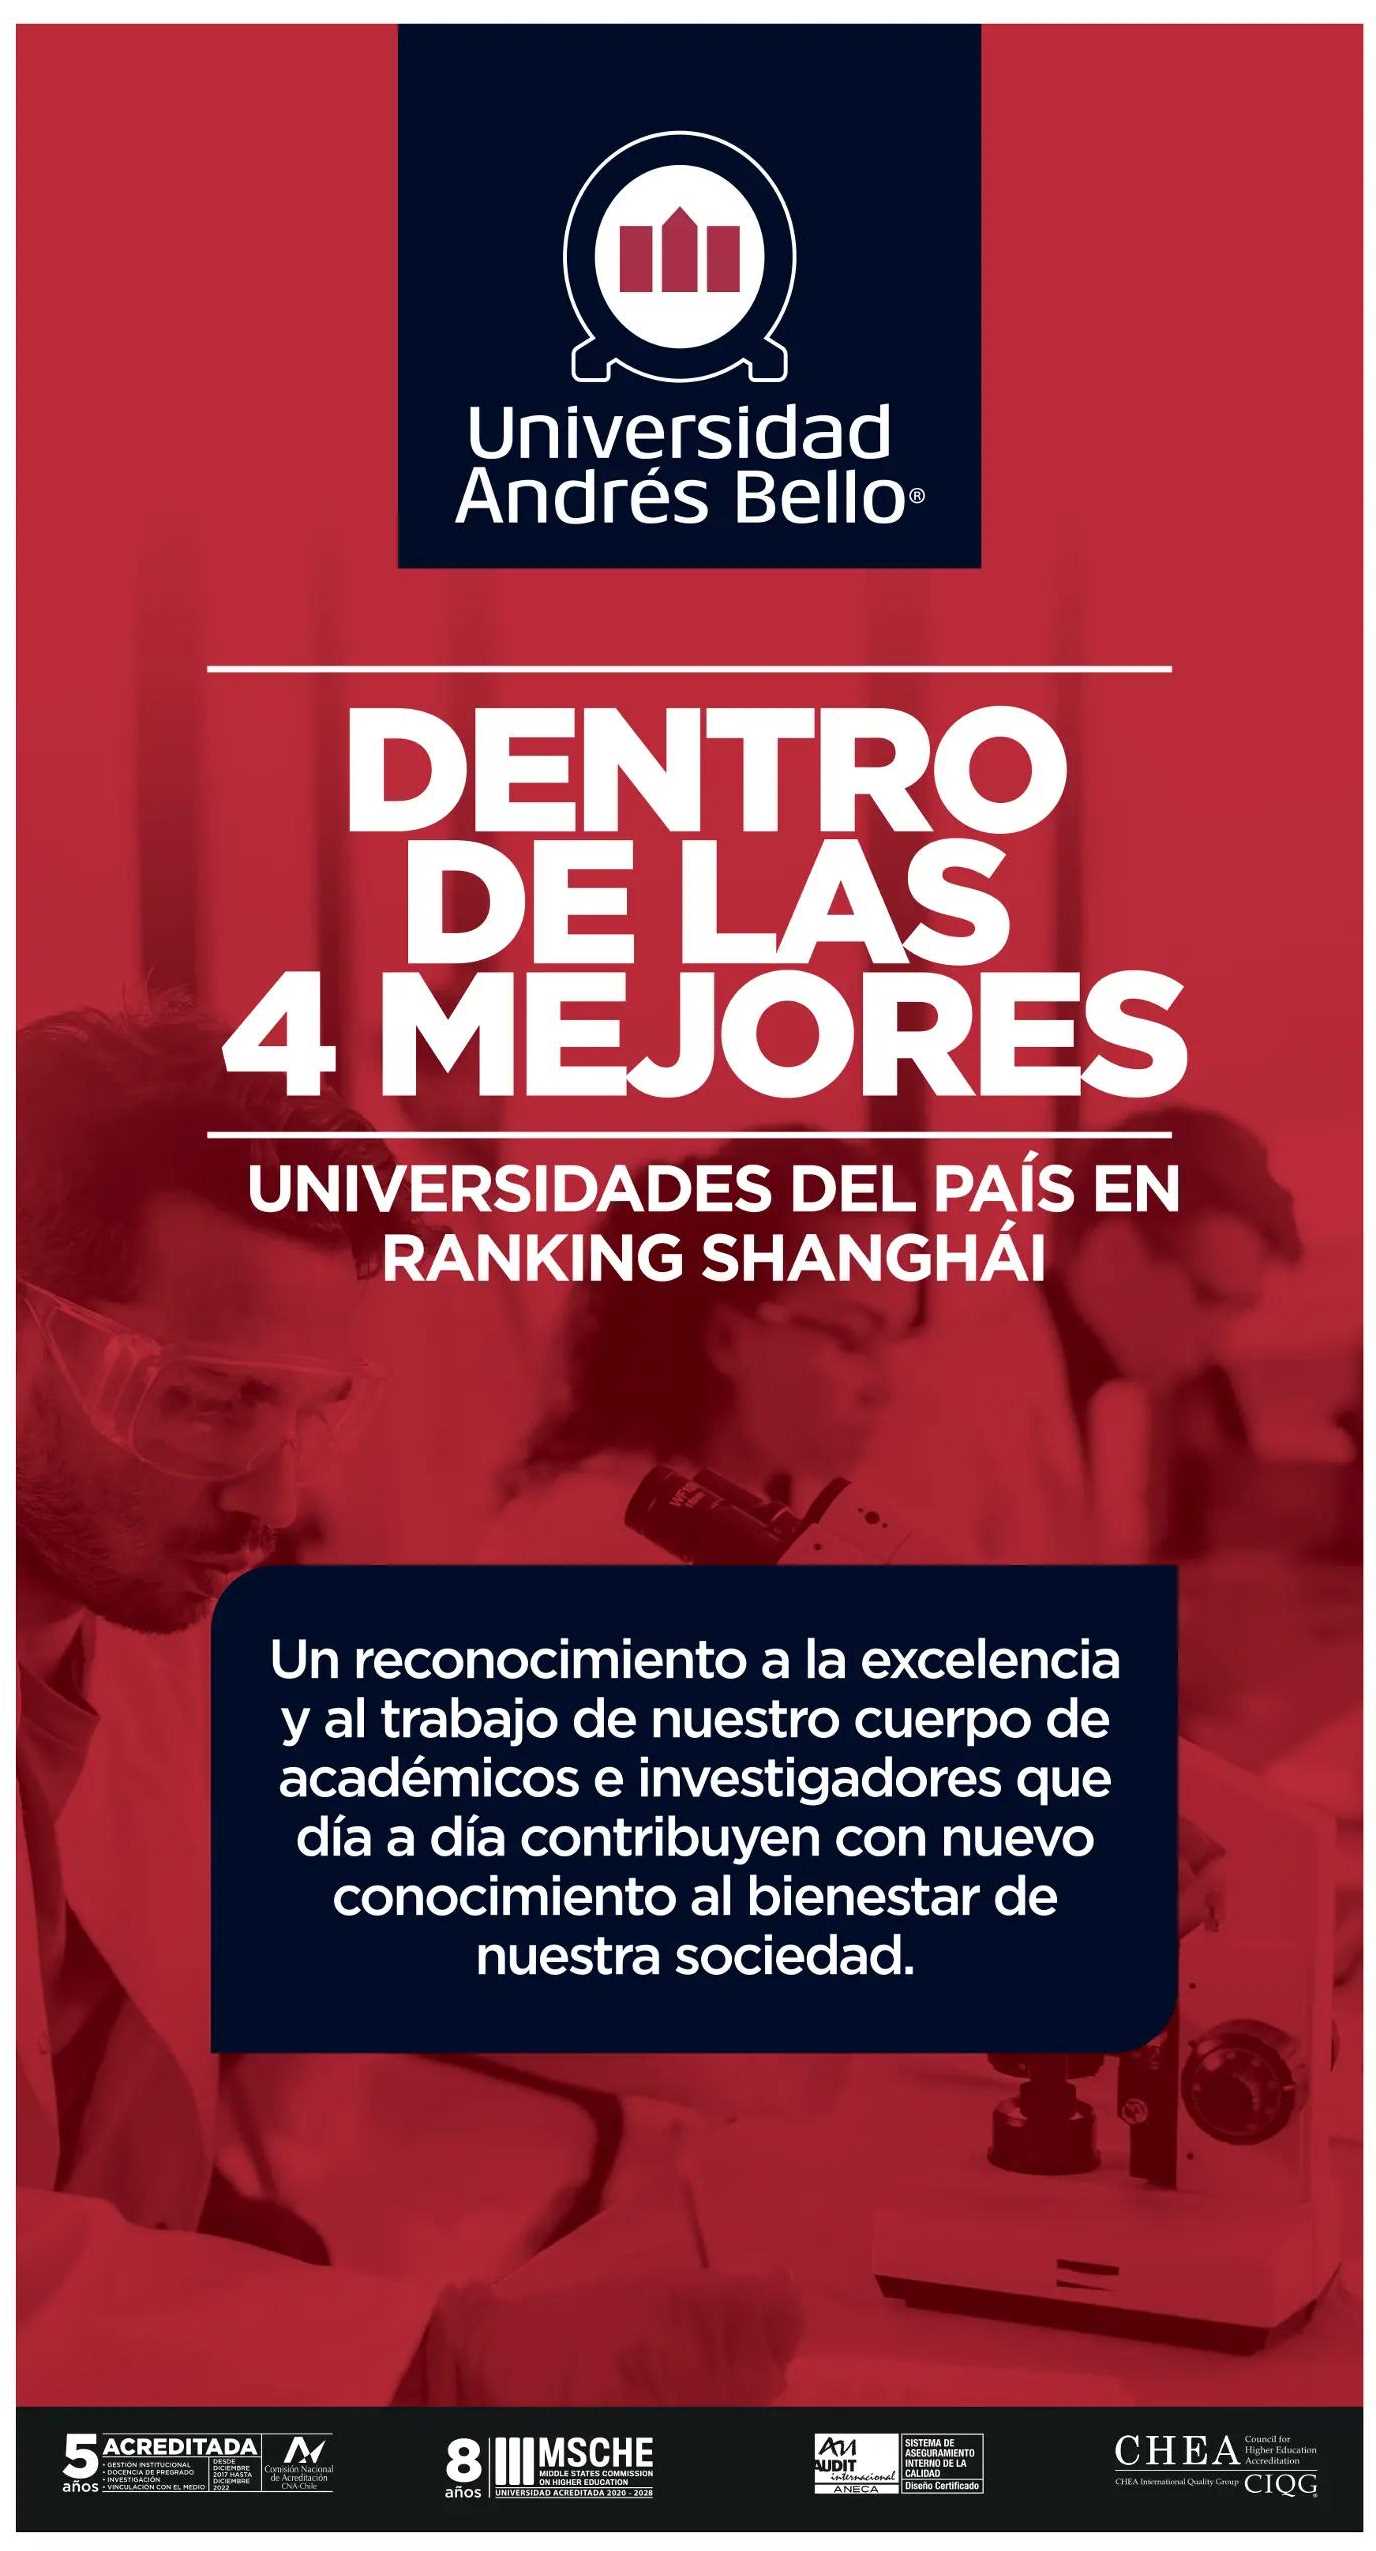 Universidad
Andrés Bello®
DENTRO
DE LAS
4 MEJORES
UNIVERSIDADES DEL PAÍS EN
RANKING SHANGHÁI
WF10X
Un reconocimiento a la excelencia
y al trabajo de nuestro cuerpo de
académicos e investigadores que
día a día contribuyen con nuevo
conocimiento al bienestar de
nuestra sociedad.
5 años
ACREDITADA
• GESTIÓN INSTITUCIONAL
• DOCENCIA DE PREGRADO
• INVESTIGACIÓN
• VINCULACIÓN CON EL MEDIO
DESDE
DICIEMBRE
2017 HASTA
DICIEMBRE
2022
Comisión Nacional
de Acreditación
CNA-Chile
8 años
MSCHE
MIDDLE STATES COMMISSION
ON HIGHER EDUCATION
UNIVERSIDAD ACREDITADA 2020 - 2028
AUDIT
internacional
ANECA
SISTEMA DE
ASEGURAMIENTO
INTERNO DE LA
CALIDAD
Diseño Certificado
CHEA
Council for
Higher Education
Accreditation
CHEA International Quality Group
CIQG®